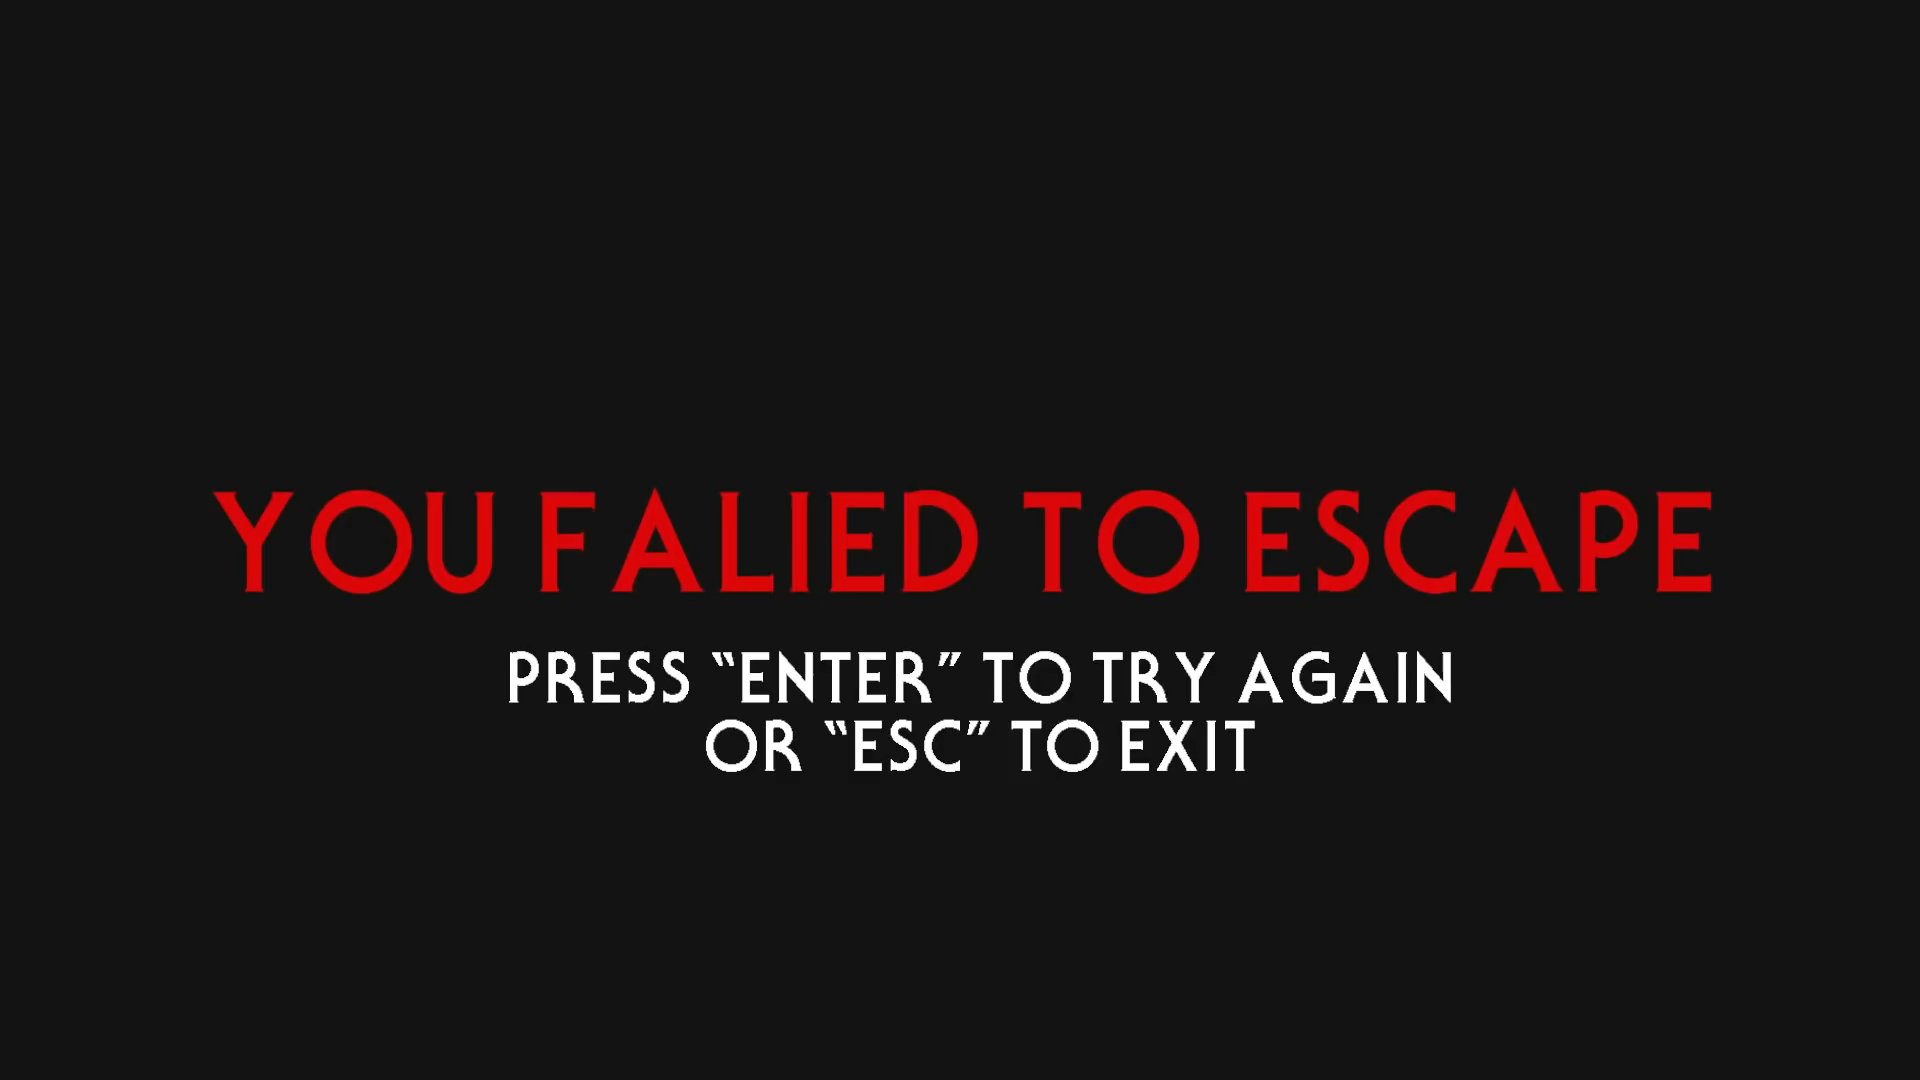 YOU FALIED TO ESCAPE
PRESS “ENTER” TO TRY AGAIN
OR “ESC” TO EXIT